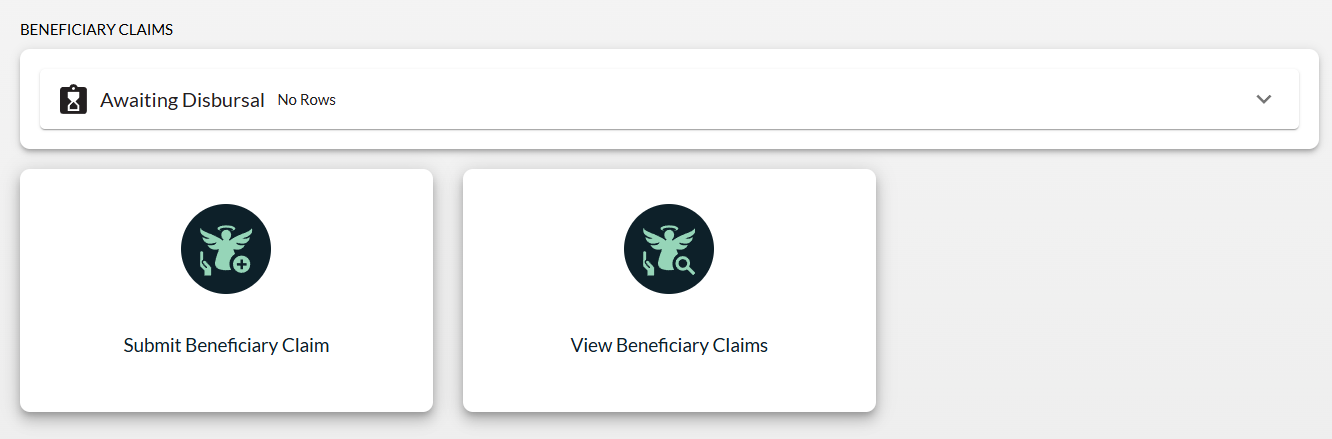 BENEFICIARY CLAIMS
Awaiting Disbursal No Rows
Submit Beneficiary Claim
View Beneficiary Claims